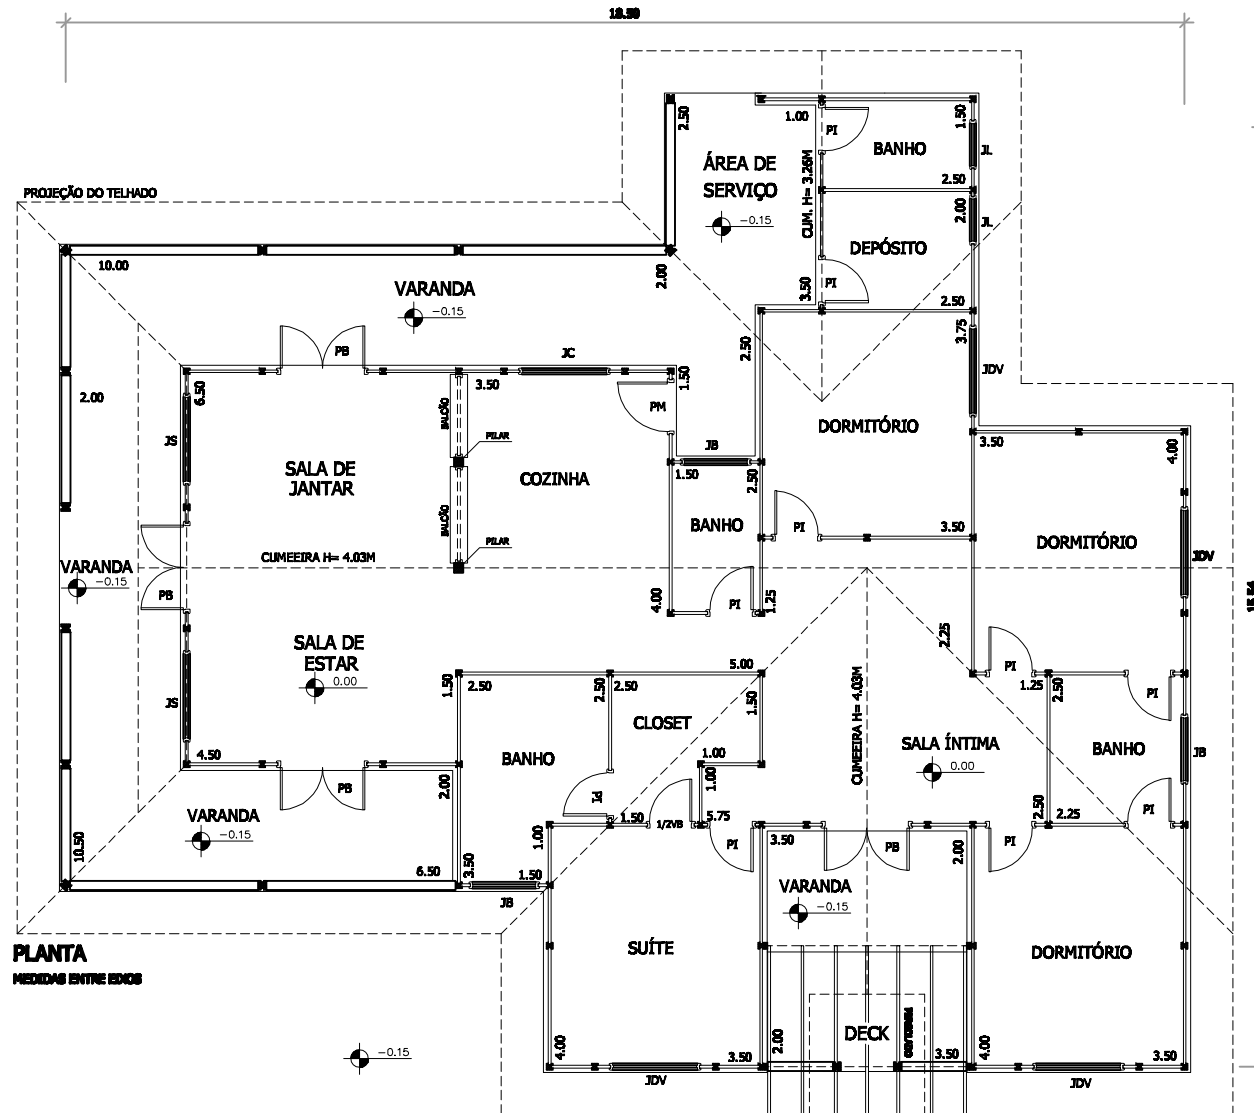 18.50
2.50
1.00
PI
1.50
ÁREA DE
SERVIÇO
BANHO
JL
CUM. H= 3.26M
2.50
PROJEÇÃO DO TELHADO
2.00
-0.15
JL
DEPÓSITO
10.00
2.00
PI
3.50
2.50
VARANDA
-0.15
3.75
2.50
PB
JC
6.50
3.50
1.50
JDV
2.00
BALCÃO
PM
DORMITÓRIO
JS
PILAR
JB
3.50
4.00
SALA DE
JANTAR
COZINHA
1.50
2.50
BALCÃO
BANHO
PI
3.50
PILAR
DORMITÓRIO
CUMEEIRA H= 4.03M
JDV
VARANDA
-0.15
PB
4.00
PI
1.25
15.54
SALA DE
ESTAR
2.25
0.00
5.00
PI
1.50
2.50
2.50
2.50
1.25
2.50
PI
JS
1.50
CLOSET
CUMEEIRA H= 4.03M
4.50
BANHO
1.00
SALA ÍNTIMA
0.00
BANHO
JB
2.00
PB
1.00
PI
VARANDA
-0.15
1.50
1/2VB
5.75
2.50
2.25
PI
1.00
PI
3.50
PB
2.00
PI
10.50
6.50
3.50
1.50
JB
VARANDA
-0.15
PLANTA
MEDIDAS ENTRE EIXOS
SUÍTE
DORMITÓRIO
-0.15
4.00
3.50
2.00
DECK
PERGOLADO
3.50
4.00
3.50
JDV
JDV